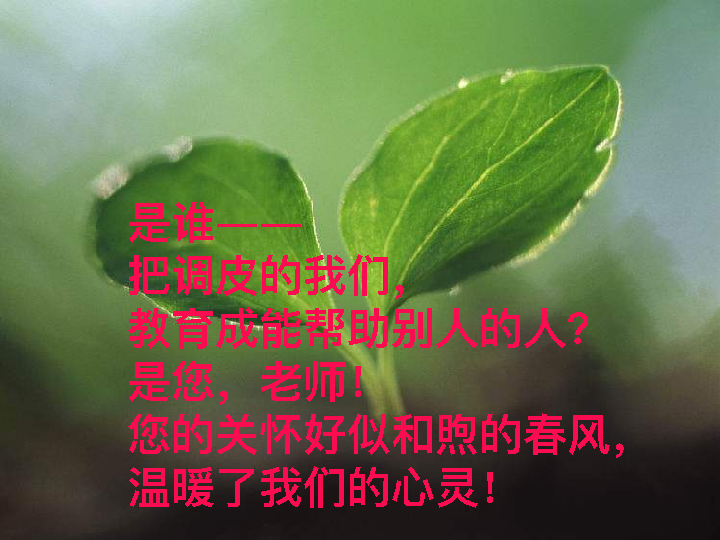 是谁——
把调皮的我们，
教育成能帮助别人的人？
是您，老师！
您的关怀好似和煦的春风，
温暖了我们的心灵！